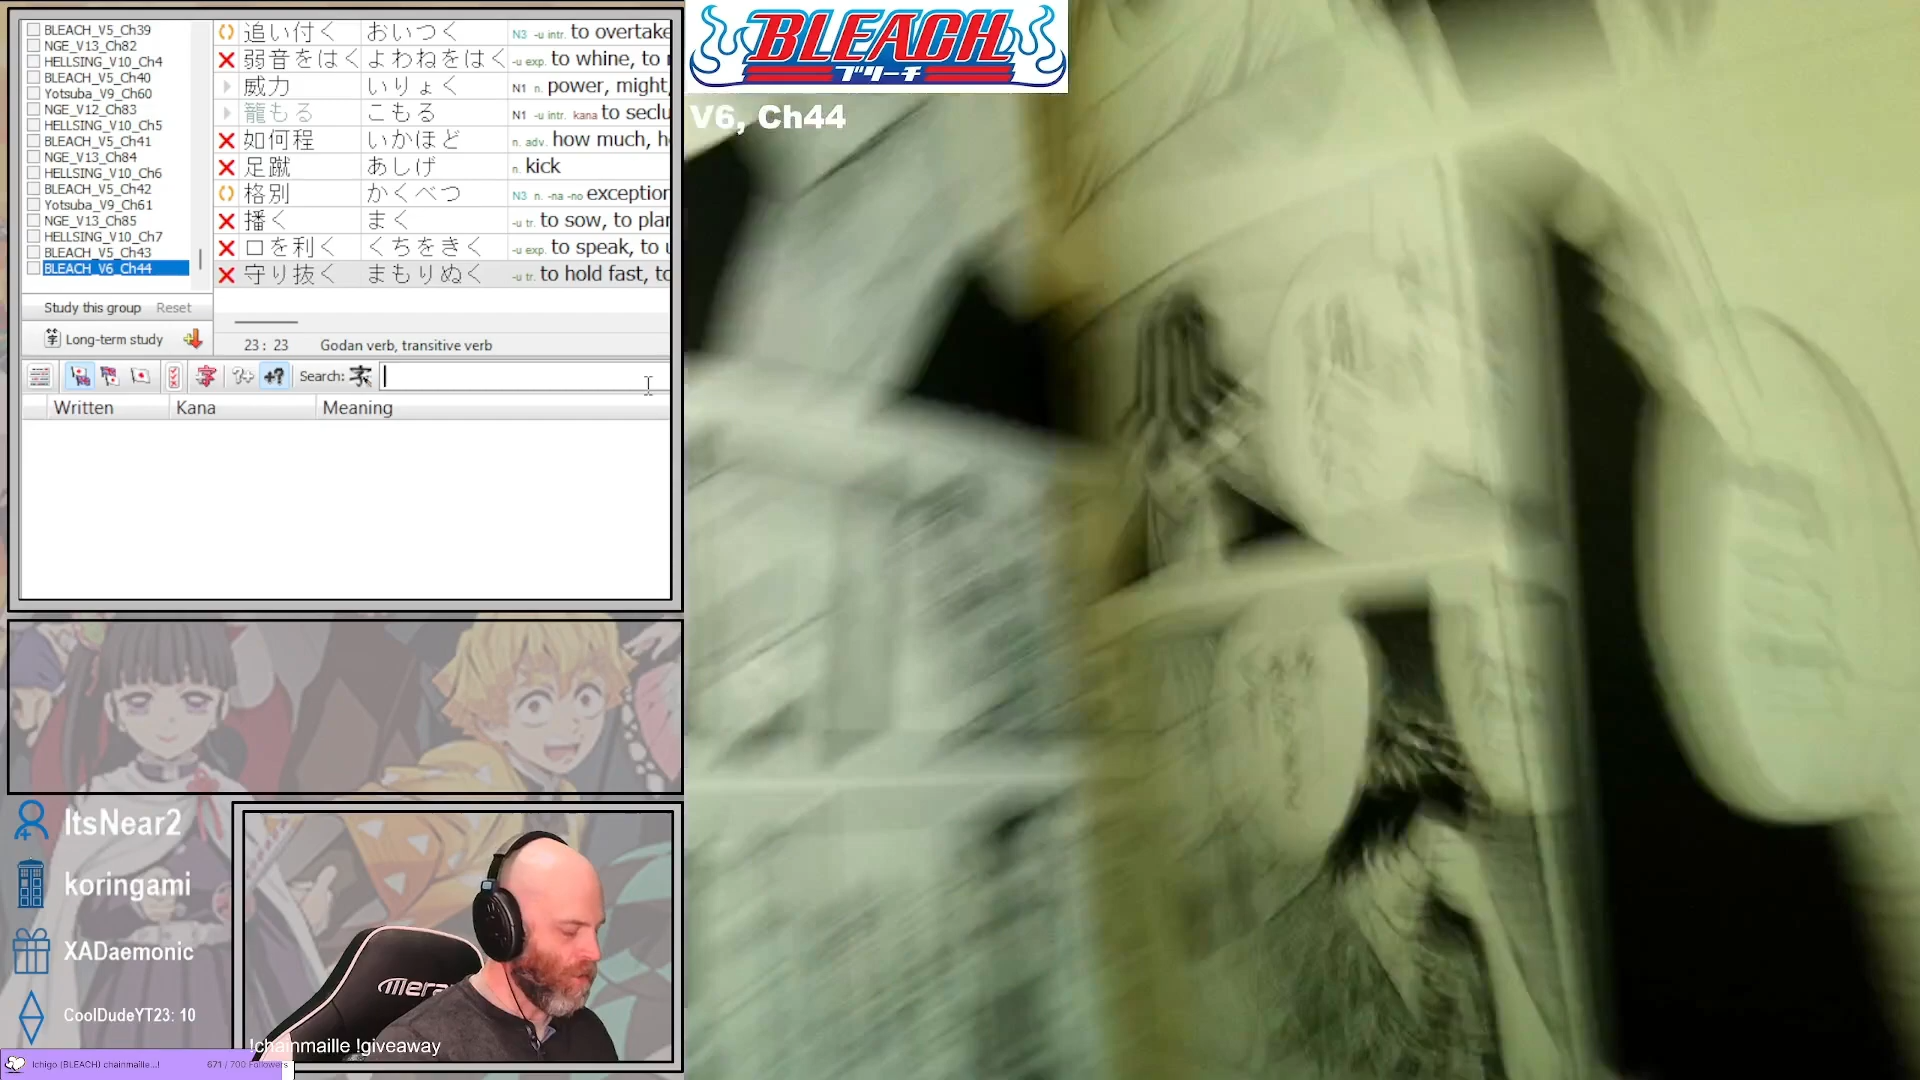 BLEACH_V5_Ch39
NGE_V13_Ch82
HELLSING_V10_Ch4
BLEACH_V5_Ch40
Yotsuba_V9_Ch60
NGE_V12_Ch83
HELLSING_V10_Ch5
BLEACH_V5_Ch41
NGE_V13_Ch84
HELLSING_V10_Ch6
BLEACH_V5_Ch42
Yotsuba_V9_Ch61
NGE_V13_Ch85
HELLSING_V10_Ch7
BLEACH_V5_Ch43
BLEACH_V6_Ch44
Study this group Reset
Long-term study
追い付く おいつく N3 -u intr. to overtake
弱音をはく よわねをはく -u exp. to whine, to
威力 いりょく N1 n. power, might,
籠もる こもる N1 -u intr. kana to seclu
如何程 いかほど n. adv. how much, h
足蹴 あしげ n. kick
格別 かくべつ N3 n. -na -no exception
播く まく -u tr. to sow, to plan
口を利く くちをきく -u exp. to speak, to u
守り抜く まもりぬく -u tr. to hold fast, to
23: 23 Godan verb, transitive verb
Search:
Written Kana Meaning
BLEACH
ブリーチ
V6, Ch44
ItsNear2
koringami
XADaemonic
CoolDudeYT23: 10
mera
!chainmaille !giveaway
Ichigo (BLEACH) chainmaille...! 671 / 700 Followers